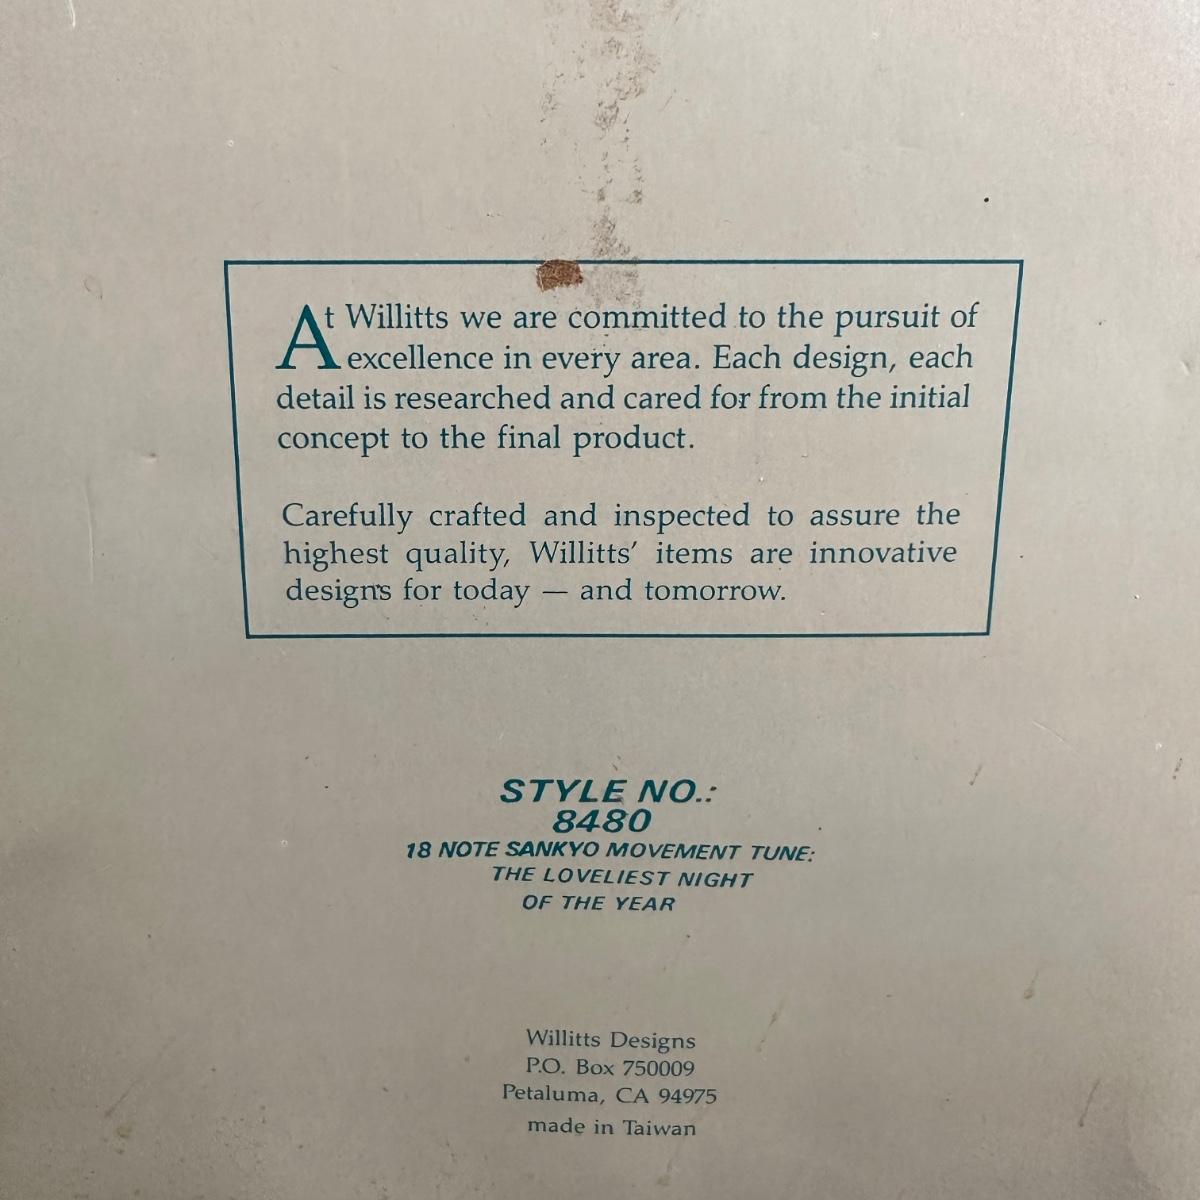 At Willitts we are committed to the pursuit of
excellence in every area. Each design, each
detail is researched and cared for from the initial
concept to the final product.
Carefully crafted and inspected to assure the
highest quality, Willitts' items are innovative
designs for today — and tomorrow.
STYLE NO.:
8480
18 NOTE SANKYO MOVEMENT TUNE:
THE LOVELIEST NIGHT
OF THE YEAR
Willitts Designs
P.O. Box 750009
Petaluma, CA 94975
made in Taiwan